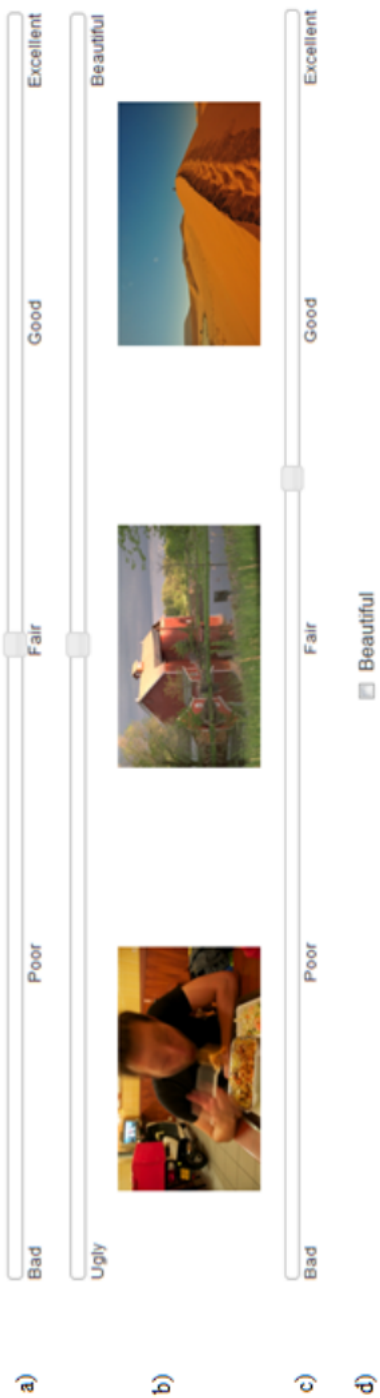 a)
Bad Poor Fair Good Excellent
b)
Ugly Beautiful
c)
Bad Poor Fair Good Excellent
d)
Beautiful